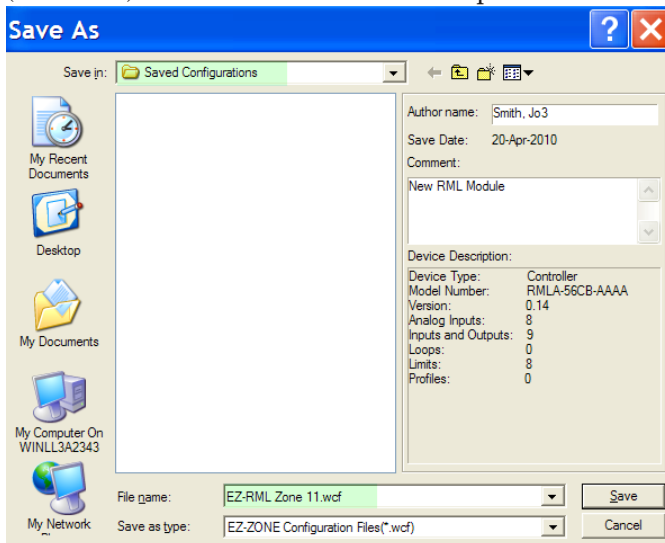 Save As
Save in: Saved Configurations
My Recent
Documents
Desktop
My Documents
My Computer On
WINLL3A2343
My Network
Author name: Smith, Jo3
Save Date: 20-Apr-2010
Comment:
New RML Module
Device Description:
Device Type: Controller
Model Number: RMLA-56CB-AAAA
Version: 0.14
Analog Inputs: 8
Inputs and Outputs: 9
Loops: 0
Limits: 8
Profiles: 0
File name: EZ-RML Zone 11.wcf
Save
Save as type: EZ-ZONE Configuration Files(*.wcf)
Cancel